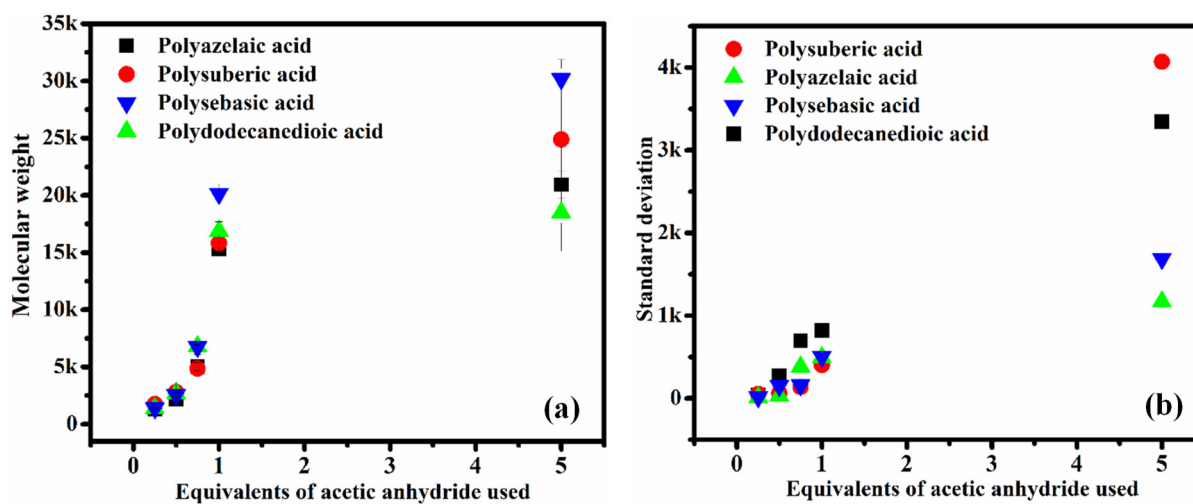 35k
30k
25k
20k
15k
10k
5k
0
Molecular weight
Polyazelaic acid
Polysuberic acid
Polysebasic acid
Polydodecanedioic acid
(a)
0 1 2 3 4 5
Equivalents of acetic anhydride used
4k
3k
2k
1k
0
Standard deviation
Polysuberic acid
Polyazelaic acid
Polysebasic acid
Polydodecanedioic acid
(b)
0 1 2 3 4 5
Equivalents of acetic anhydride used